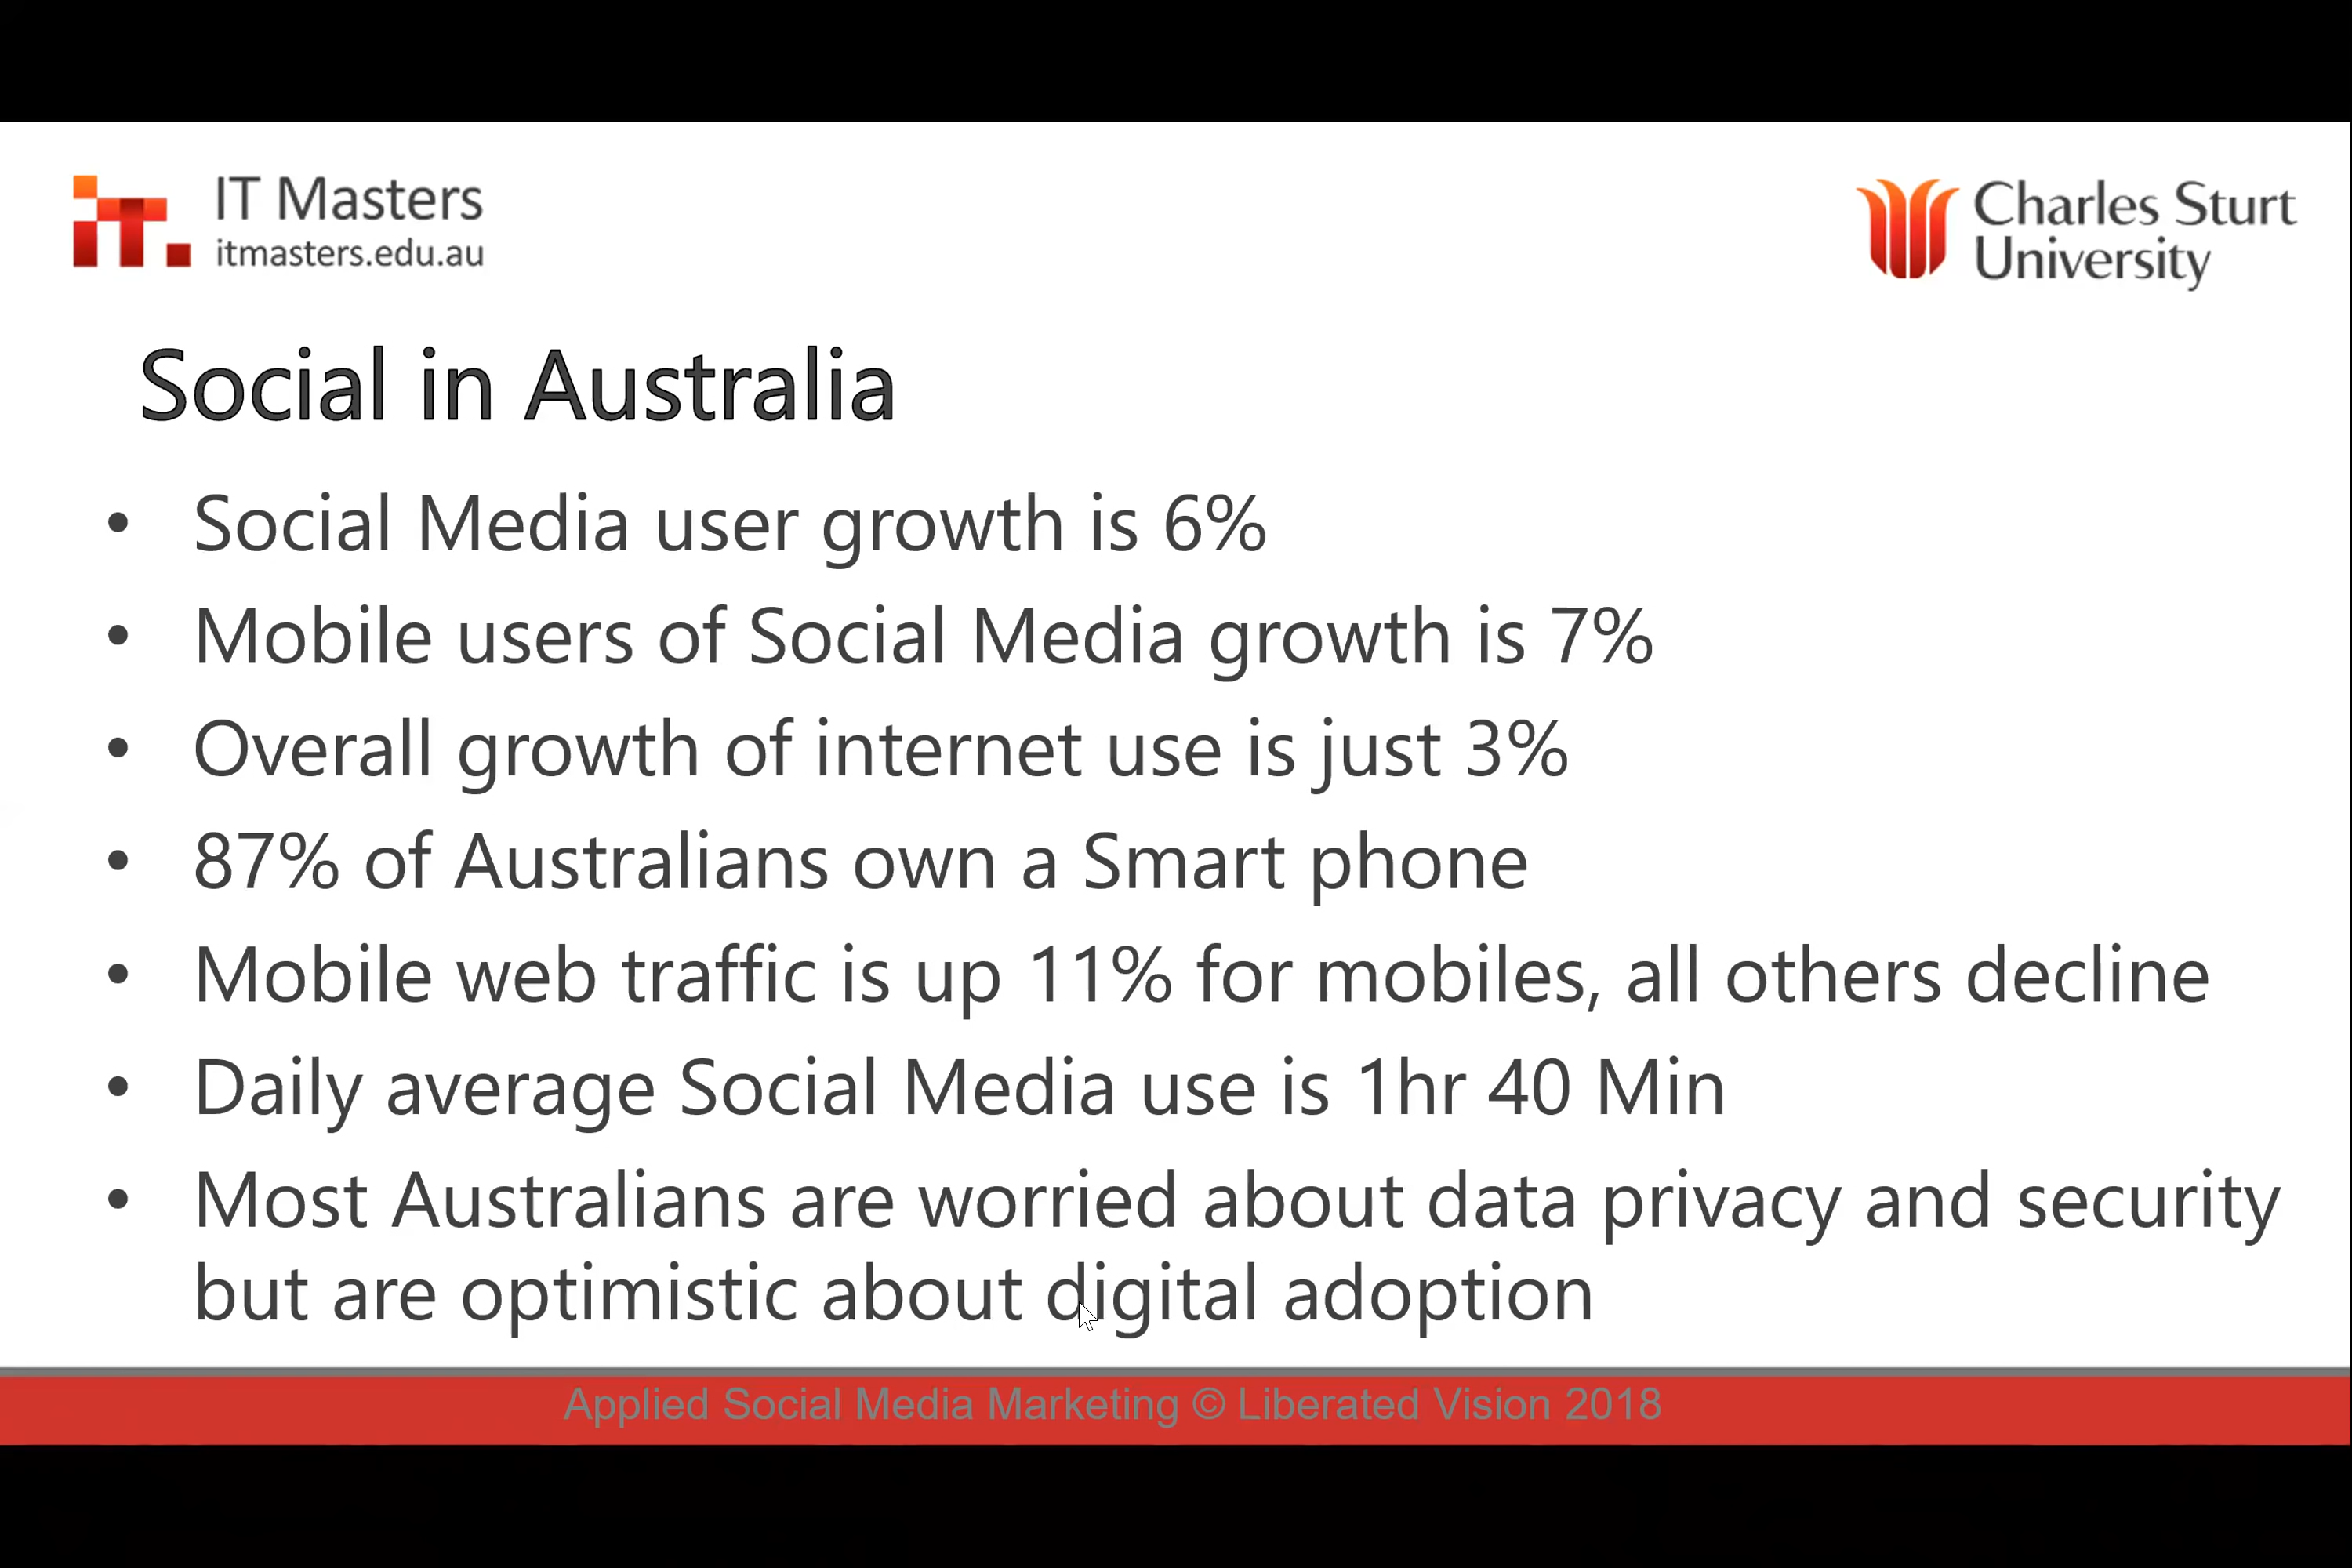 IT Masters
itmasters.edu.au
Charles Sturt
University
Social in Australia
• Social Media user growth is 6%
• Mobile users of Social Media growth is 7%
• Overall growth of internet use is just 3%
• 87% of Australians own a Smart phone
• Mobile web traffic is up 11% for mobiles, all others decline
• Daily average Social Media use is 1hr 40 Min
• Most Australians are worried about data privacy and security
but are optimistic about digital adoption
Applied Social Media Marketing © Liberated Vision 2018